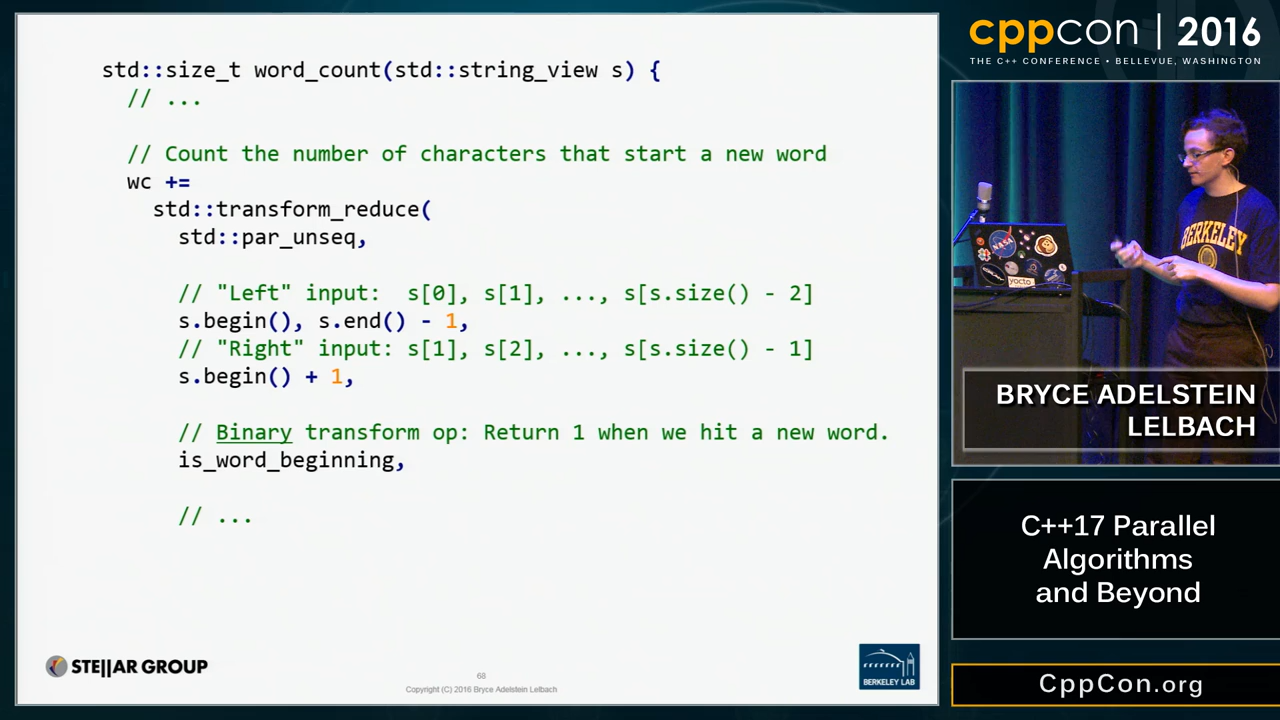 std::size_t word_count(std::string_view s) {
// ...
// Count the number of characters that start a new word
wc +=
std::transform_reduce(
std::par_unseq,
// "Left" input:  s[0], s[1], ..., s[s.size() - 2]
s.begin(), s.end() - 1,
// "Right" input: s[1], s[2], ..., s[s.size() - 1]
s.begin() + 1,
// Binary transform op: Return 1 when we hit a new word.
is_word_beginning,
// ...
STE||AR GROUP
68
Copyright (C) 2016 Bryce Adelstein Lelbach
BERKELEY LAB
cppcon | 2016
THE C++ CONFERENCE • BELLEVUE, WASHINGTON
NASA
yocto
BERKELEY
BRYCE ADELSTEIN
LELBACH
C++17 Parallel
Algorithms
and Beyond
CppCon.org